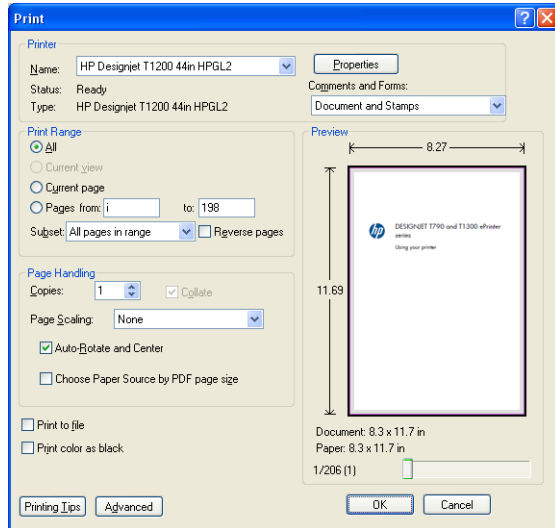 Print
Printer
Name: HP Designjet T1200 44in HPGL2 Properties
Status: Ready Comments and Forms:
Type: HP Designjet T1200 44in HPGL2 Document and Stamps
Print Range Preview
All 8.27
Current view
Current page
Pages from: i to: 198
Subset: All pages in range Reverse pages
hp DESIGNJET T790 and T1300 ePrinter
series
Using your printer
Page Handling
Copies: 1 Collate
11.69
Page Scaling: None
Auto-Rotate and Center
Choose Paper Source by PDF page size
Print to file
Print color as black
Document: 8.3 x 11.7 in
Paper: 8.3 x 11.7 in
1/206 (1)
Printing Tips Advanced OK Cancel